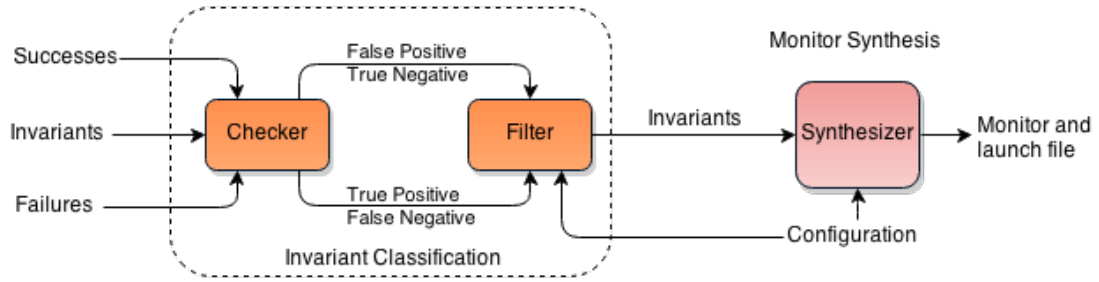 Successes
False Positive
True Negative
Monitor Synthesis
Invariants
Checker
Filter
Invariants
Synthesizer
Monitor and
launch file
Failures
True Positive
False Negative
Configuration
Invariant Classification